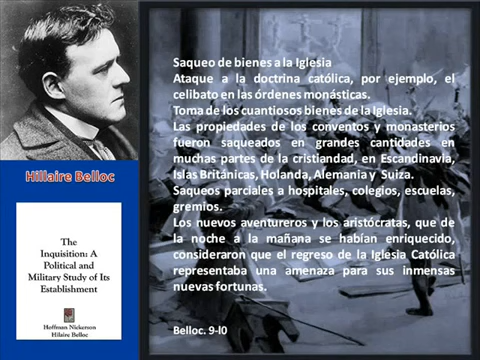 Saqueo de bienes a la Iglesia
Ataque a la doctrina católica, por ejemplo, el
celibato en las órdenes monásticas.
Toma de los cuantiosos bienes de la Iglesia.
Las propiedades de los conventos y monasterios
fueron saqueados en grandes cantidades en
muchas partes de la cristiandad, en Escandinavia,
Islas Británicas, Holanda, Alemania y Suiza.
Saqueos parciales a hospitales, colegios, escuelas,
gremios.
Los nuevos aventureros y los aristócratas, que de
la noche a la mañana se habían enriquecido,
consideraron que el regreso de la Iglesia Católica
representaba una amenaza para sus inmensas
nuevas fortunas.
Belloc. 9-l0
Hillaire Belloc
The
Inquisition: A
Political and
Military Study of Its
Establishment
Hoffman Nickerson
Hilaire Belloc